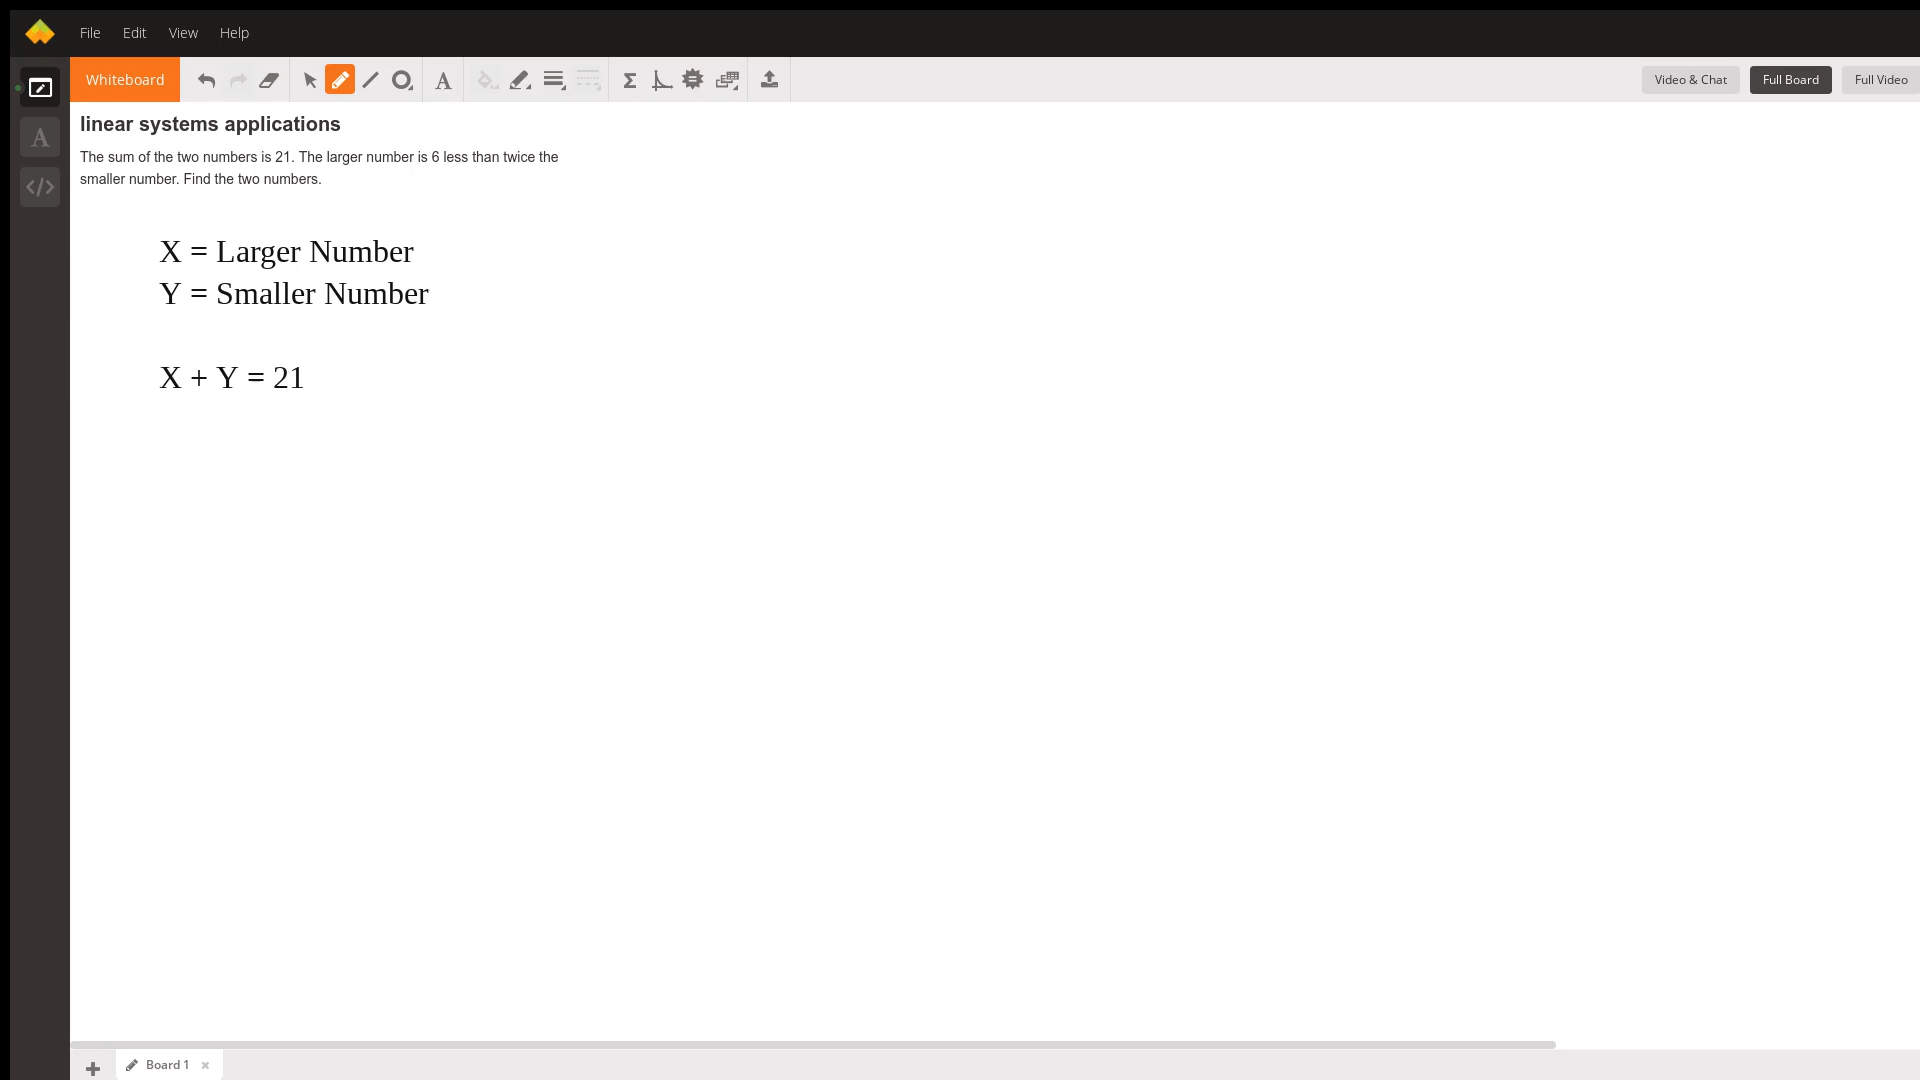 File Edit View Help
Whiteboard
Video & Chat Full Board Full Video
linear systems applications
The sum of the two numbers is 21. The larger number is 6 less than twice the
smaller number. Find the two numbers.
X = Larger Number
Y = Smaller Number
X + Y = 21
Board 1